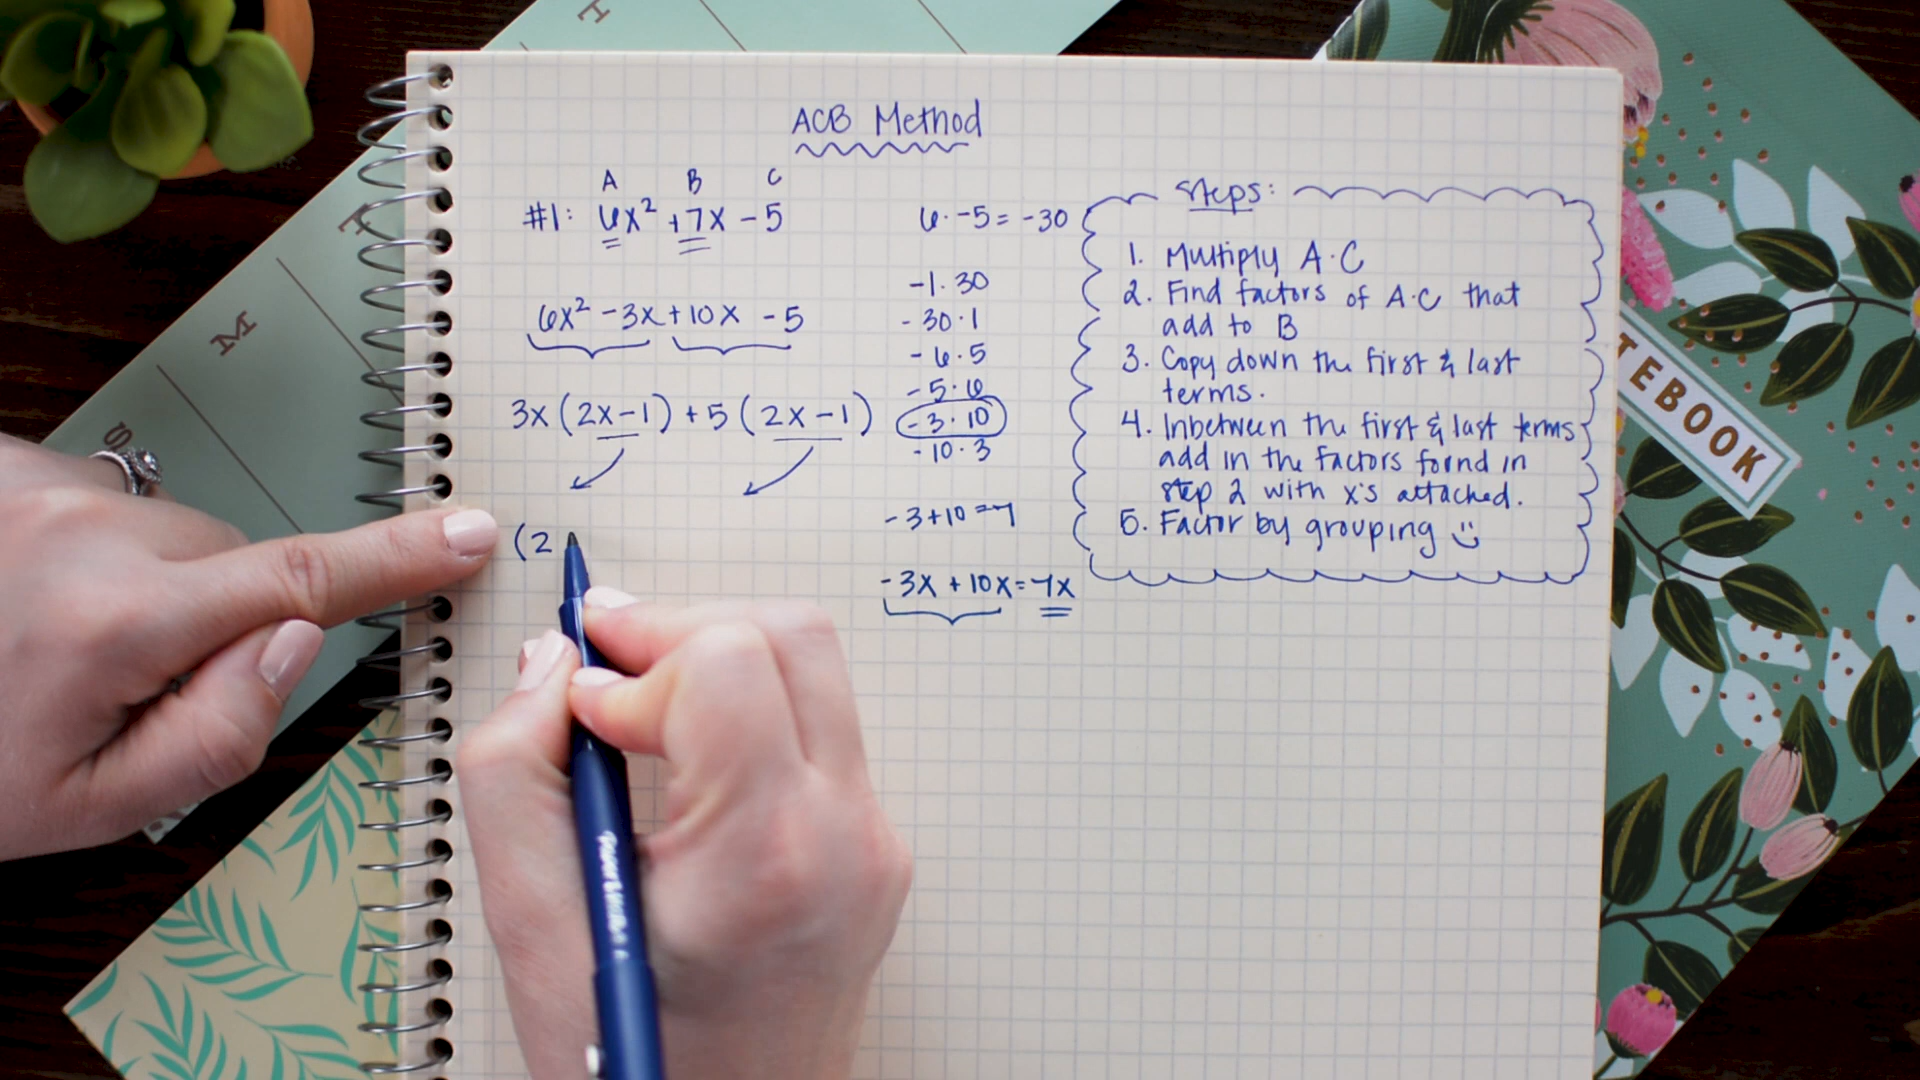 ACB Method
A B C
#1: 6x² +7x -5
6x² -3x +10x -5
3x (2x-1) +5 (2x-1)
(2
6·-5= -30
-1·30
-30·1
-6·5
-5·6
-3·10
-10·3
-3+10=7
-3x +10x=7x
Steps:
1. Multiply A·C
2. Find factors of A·C that
add to B
3. Copy down the first & last
terms.
4. Inbetween the first & last terms
add in the factors found in
step 2 with x's attached.
5. Factor by grouping
TEBOOK
H
T
M
S
PaperMate